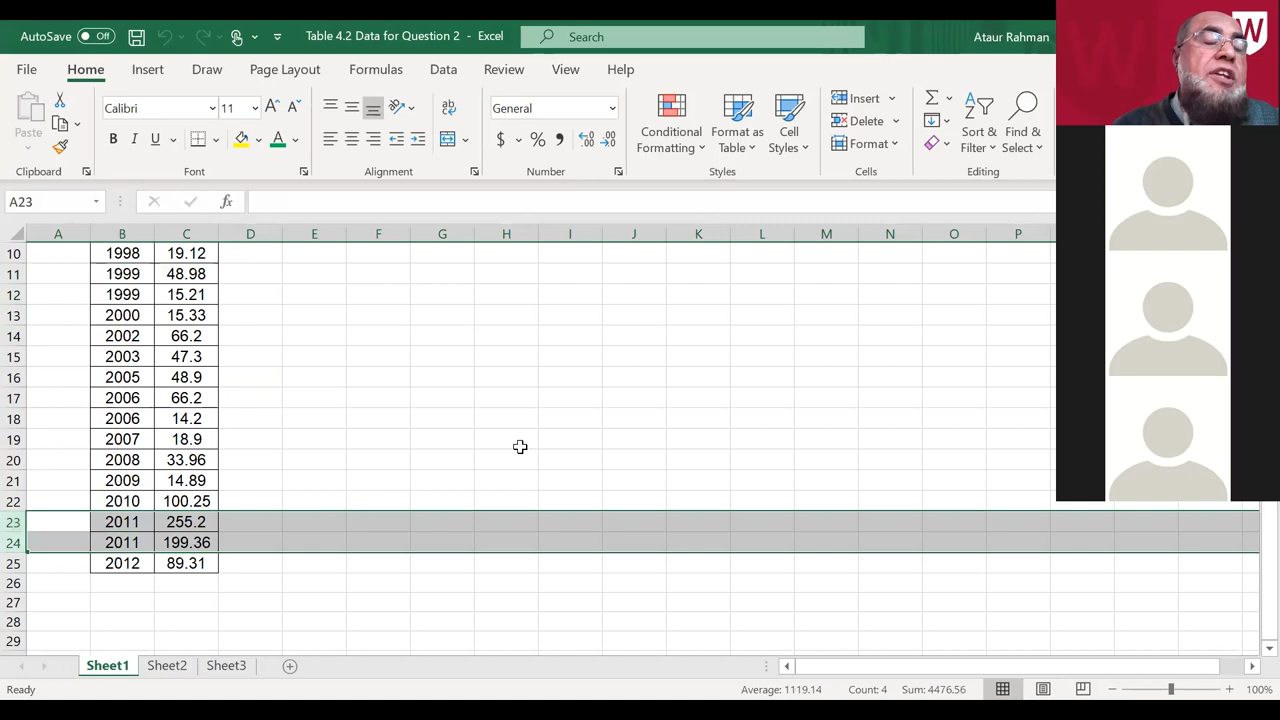 AutoSave Off Table 4.2 Data for Question 2 - Excel Search Ataur Rahman W
File Home Insert Draw Page Layout Formulas Data Review View Help
Paste Calibri 11 A A B I U A ab General $ % , Conditional Formatting Format as Table Cell Styles Insert Delete Format Sort & Filter Find & Select
Clipboard Font Alignment Number Styles Cells Editing
A23 fx
A B C D E F G H I J K L M N O P
10 1998 19.12
11 1999 48.98
12 1999 15.21
13 2000 15.33
14 2002 66.2
15 2003 47.3
16 2005 48.9
17 2006 66.2
18 2006 14.2
19 2007 18.9
20 2008 33.96
21 2009 14.89
22 2010 100.25
23 2011 255.2
24 2011 199.36
25 2012 89.31
26
27
28
29
Sheet1 Sheet2 Sheet3
Ready Average: 1119.14 Count: 4 Sum: 4476.56 100%